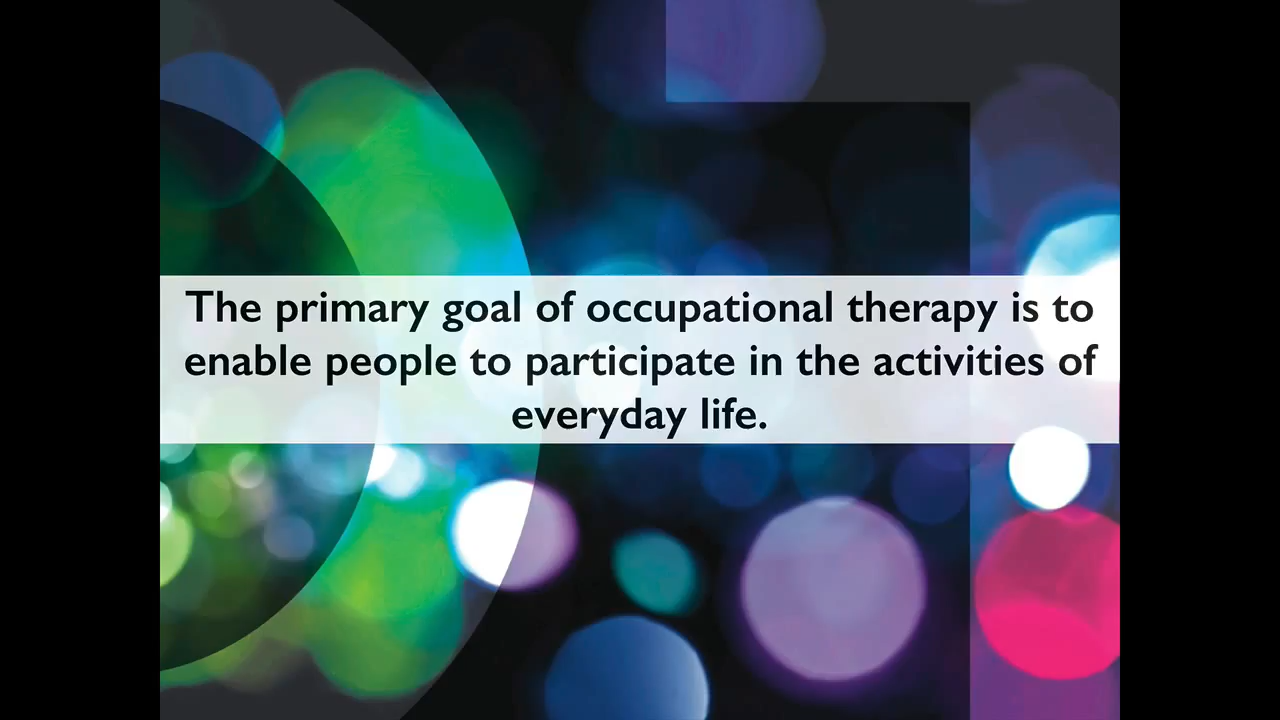 The primary goal of occupational therapy is to
enable people to participate in the activities of
everyday life.